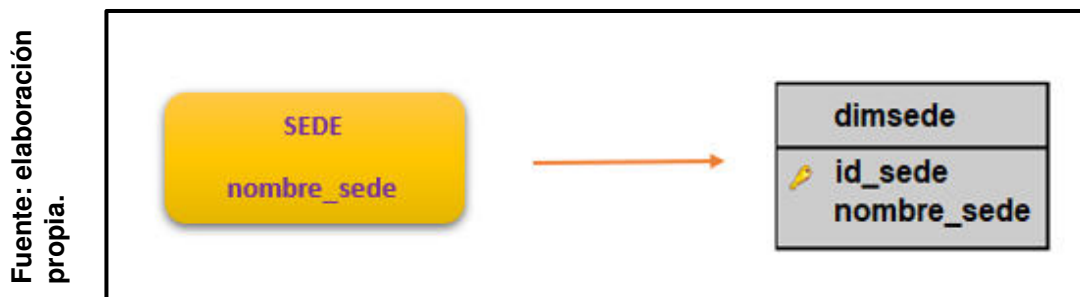 Fuente: elaboración
propia.
SEDE
nombre_sede
dimsede
id_sede
nombre_sede